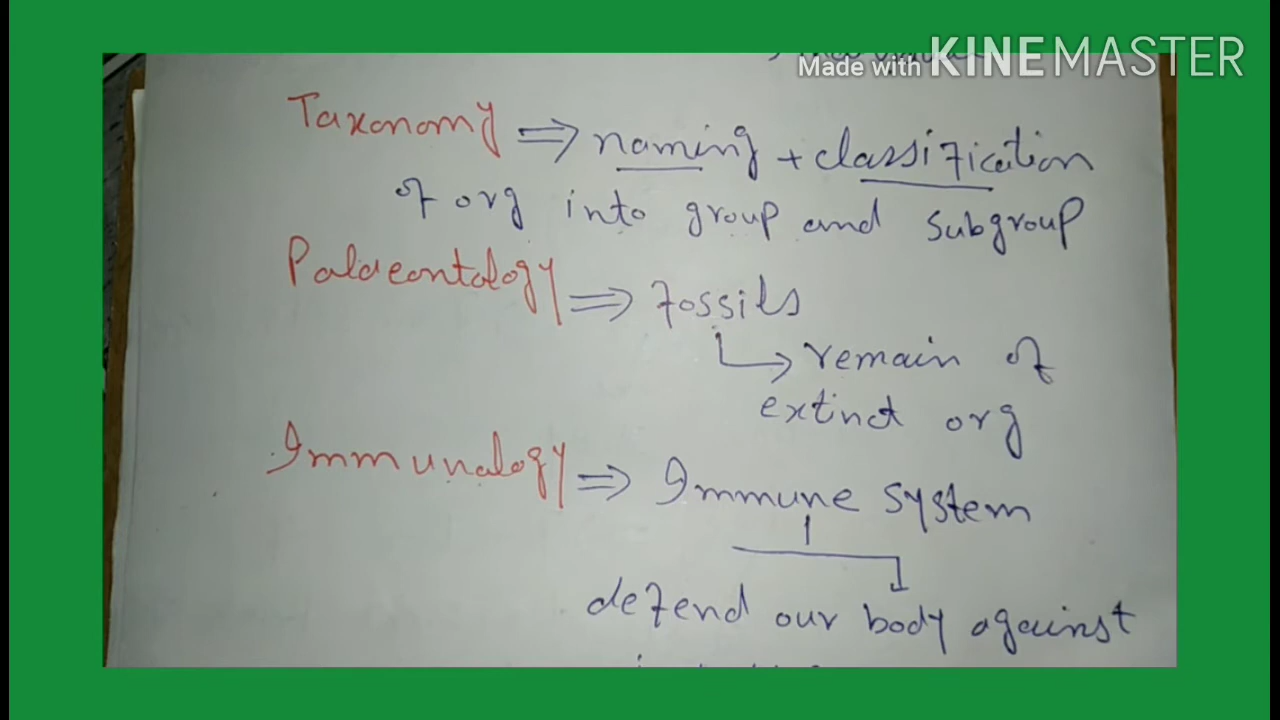 Made with KINEMASTER
Taxonomy ⇒ naming + classification
of org into group and subgroup
Palaeontology ⇒ Fossils
↳ remain of
extinct org
Immunology ⇒ Immune system
defend our body against